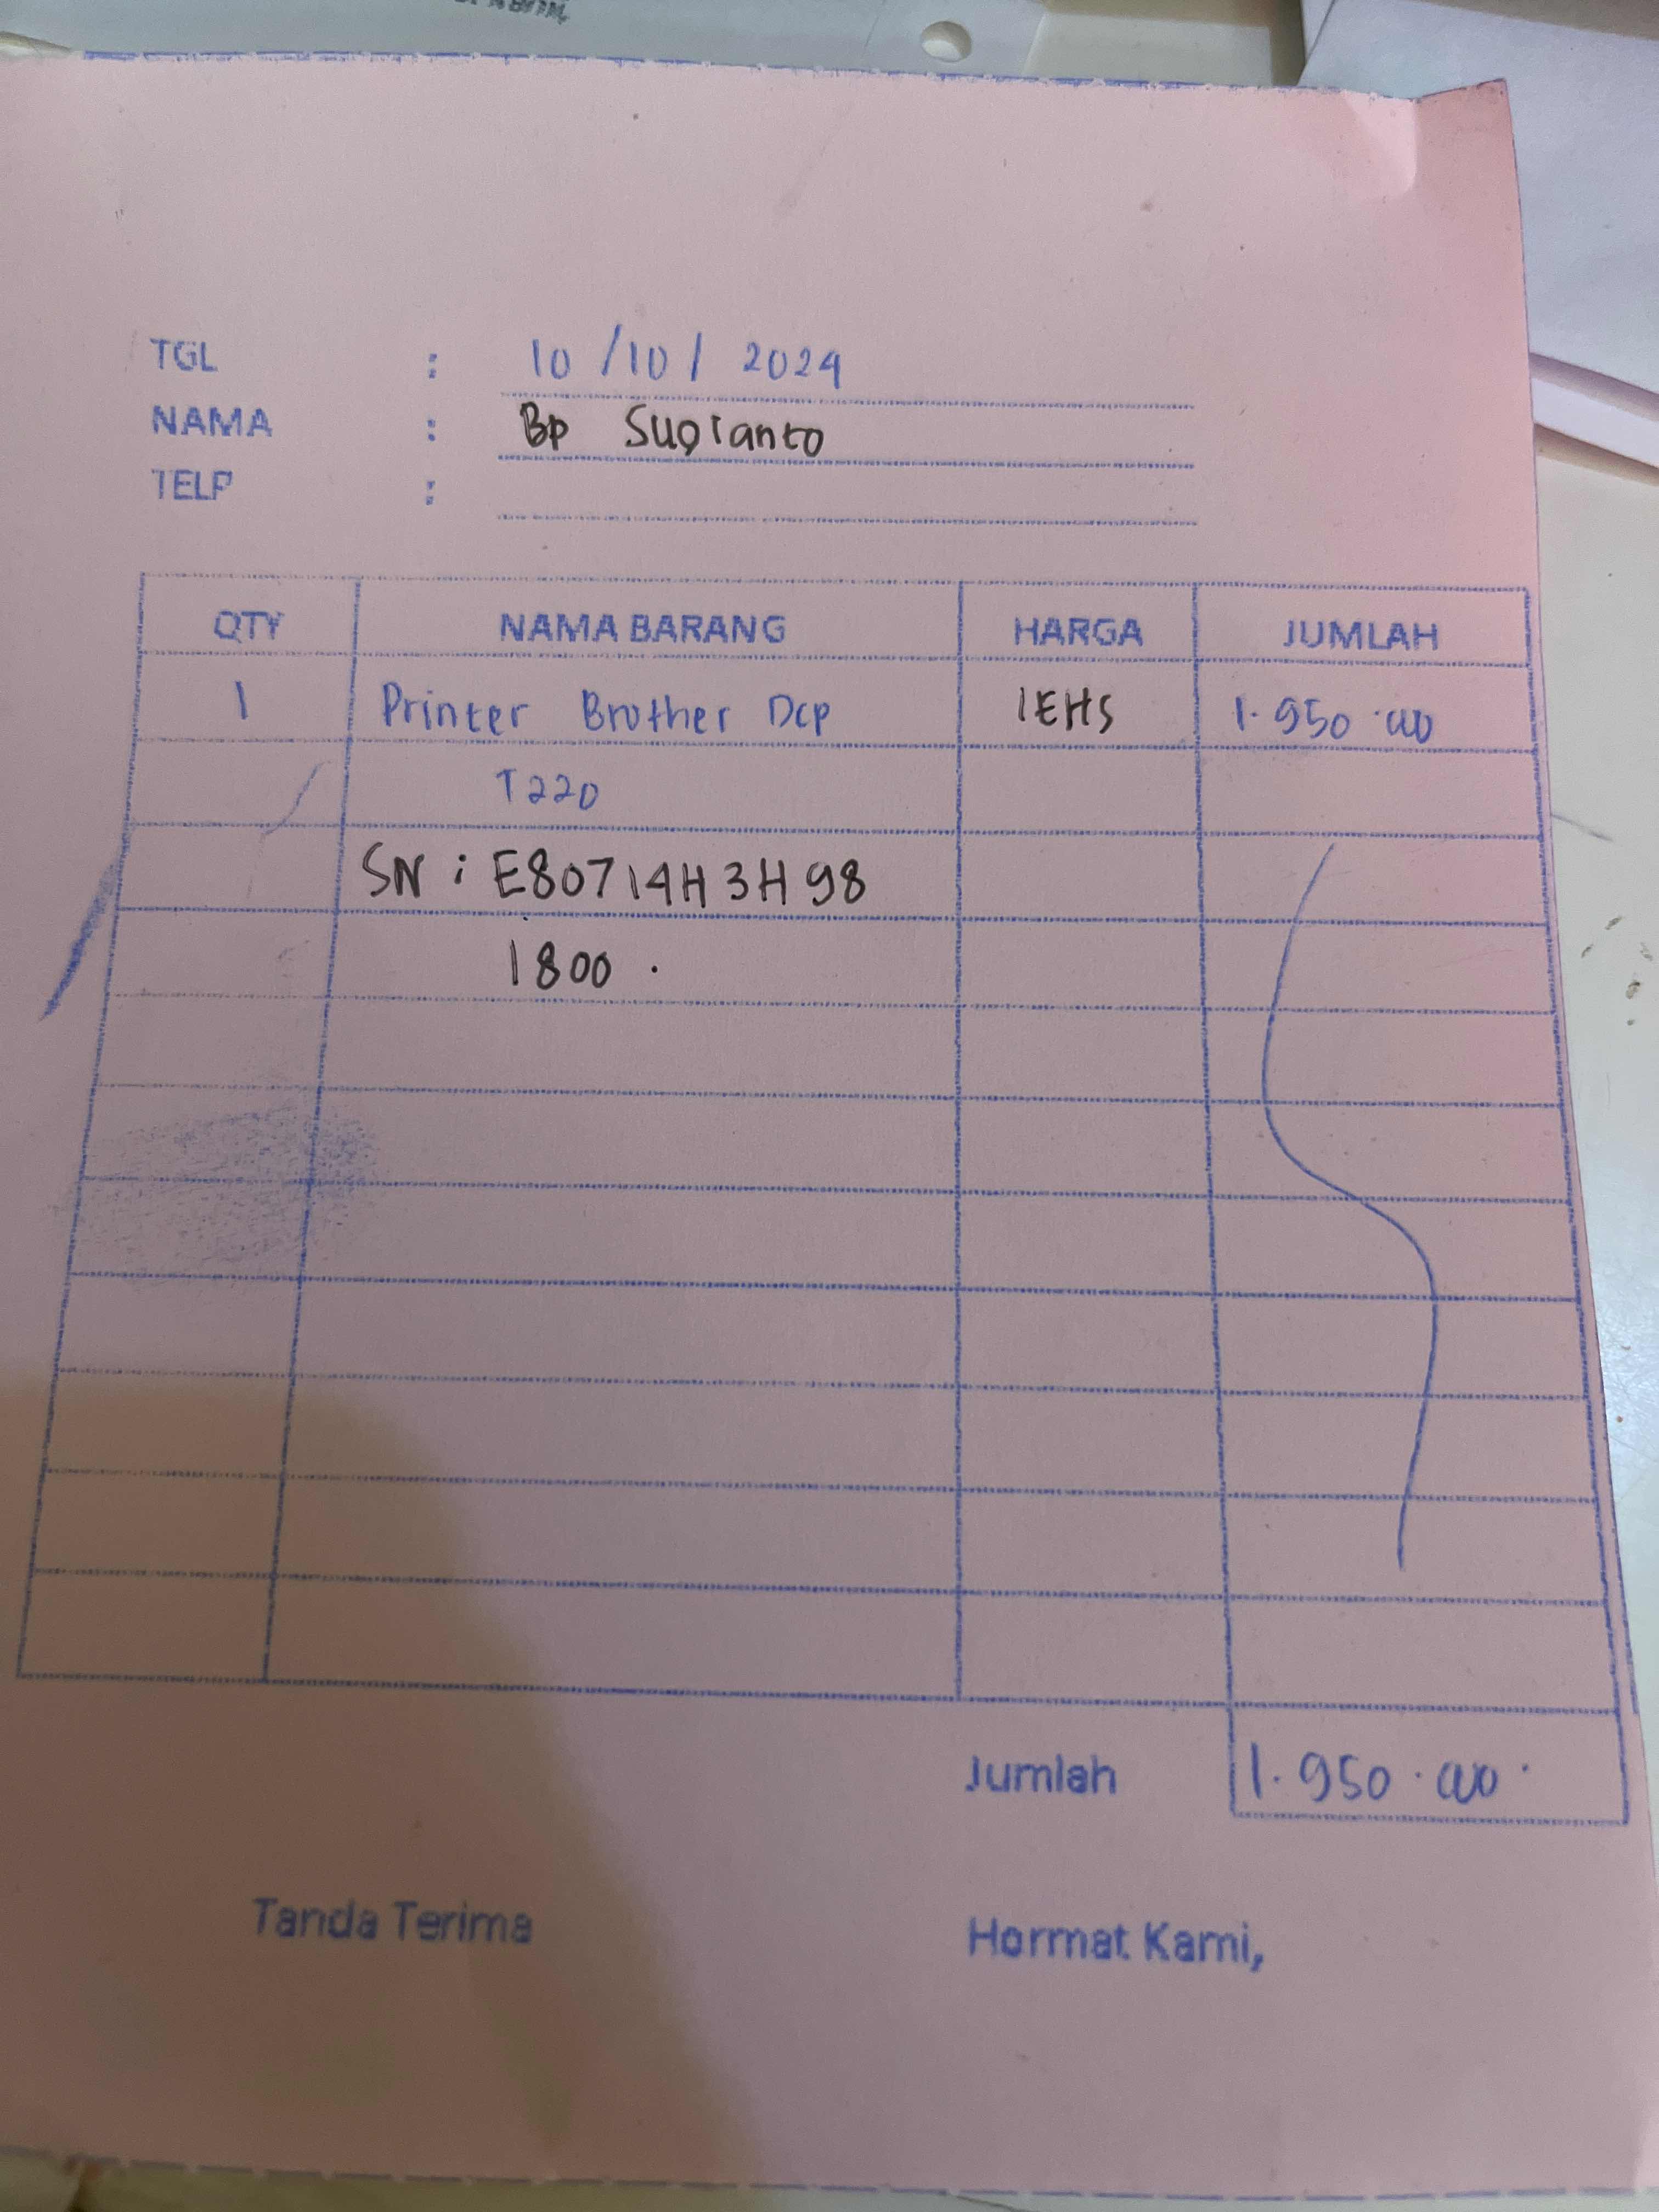 TGL : 10/10/2024
NAMA : Bp Sugianto
TELP :
QTY NAMA BARANG HARGA JUMLAH
1 Printer Brother Dcp 1EHS 1.950.000
T220
SN : E80714H3H98
1800.
Jumlah 1.950.000.
Tanda Terima Hormat Kami,